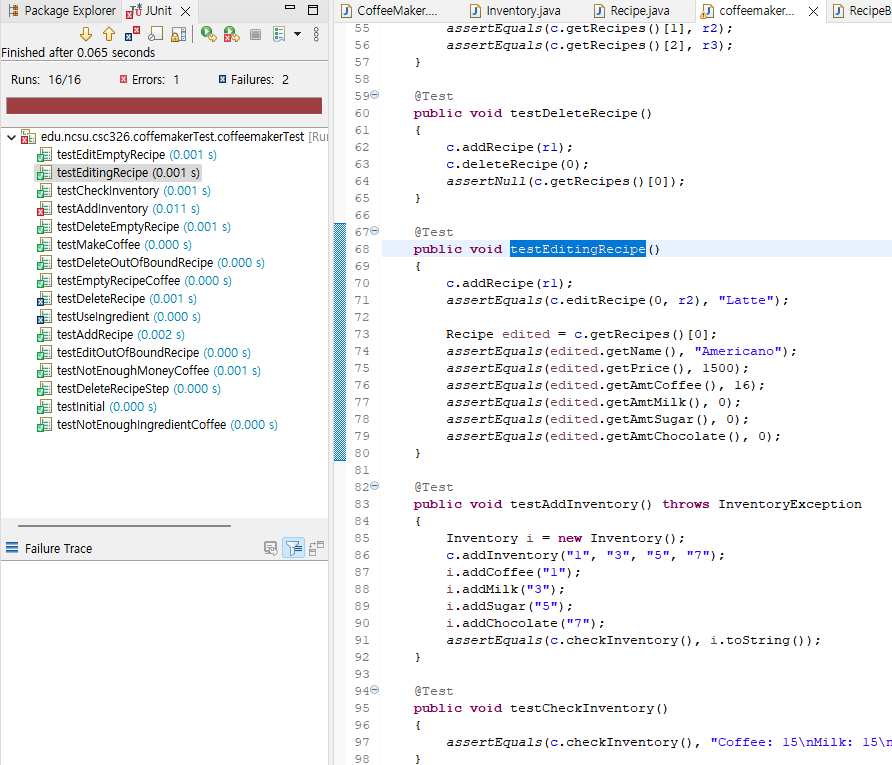 Package Explorer JUnit
Finished after 0.065 seconds
Runs: 16/16 Errors: 1 Failures: 2
edu.ncsu.csc326.coffemakerTest.coffeemakerTest [Rur
testEditEmptyRecipe (0.001 s)
testEditingRecipe (0.001 s)
testCheckInventory (0.001 s)
testAddInventory (0.011 s)
testDeleteEmptyRecipe (0.001 s)
testMakeCoffee (0.000 s)
testDeleteOutOfBoundRecipe (0.000 s)
testEmptyRecipeCoffee (0.000 s)
testDeleteRecipe (0.001 s)
testUseIngredient (0.000 s)
testAddRecipe (0.002 s)
testEditOutOfBoundRecipe (0.000 s)
testNotEnoughMoneyCoffee (0.001 s)
testDeleteRecipeStep (0.000 s)
testInitial (0.000 s)
testNotEnoughIngredientCoffee (0.000 s)
Failure Trace
CoffeeMaker.... Inventory.java Recipe.java coffeemaker... RecipeB
55 assertEquals(c.getRecipes()[1], r2);
56 assertEquals(c.getRecipes()[2], r3);
57 }
58
59 @Test
60 public void testDeleteRecipe()
61 {
62 c.addRecipe(r1);
63 c.deleteRecipe(0);
64 assertNull(c.getRecipes()[0]);
65 }
66
67 @Test
68 public void testEditingRecipe()
69 {
70 c.addRecipe(r1);
71 assertEquals(c.editRecipe(0, r2), "Latte");
72
73 Recipe edited = c.getRecipes()[0];
74 assertEquals(edited.getName(), "Americano");
75 assertEquals(edited.getPrice(), 1500);
76 assertEquals(edited.getAmtCoffee(), 16);
77 assertEquals(edited.getAmtMilk(), 0);
78 assertEquals(edited.getAmtSugar(), 0);
79 assertEquals(edited.getAmtChocolate(), 0);
80 }
81
82 @Test
83 public void testAddInventory() throws InventoryException
84 {
85 Inventory i = new Inventory();
86 c.addInventory("1", "3", "5", "7");
87 i.addCoffee("1");
88 i.addMilk("3");
89 i.addSugar("5");
90 i.addChocolate("7");
91 assertEquals(c.checkInventory(), i.toString());
92 }
93
94 @Test
95 public void testCheckInventory()
96 {
97 assertEquals(c.checkInventory(), "Coffee: 15\nMilk: 15\n
98 }